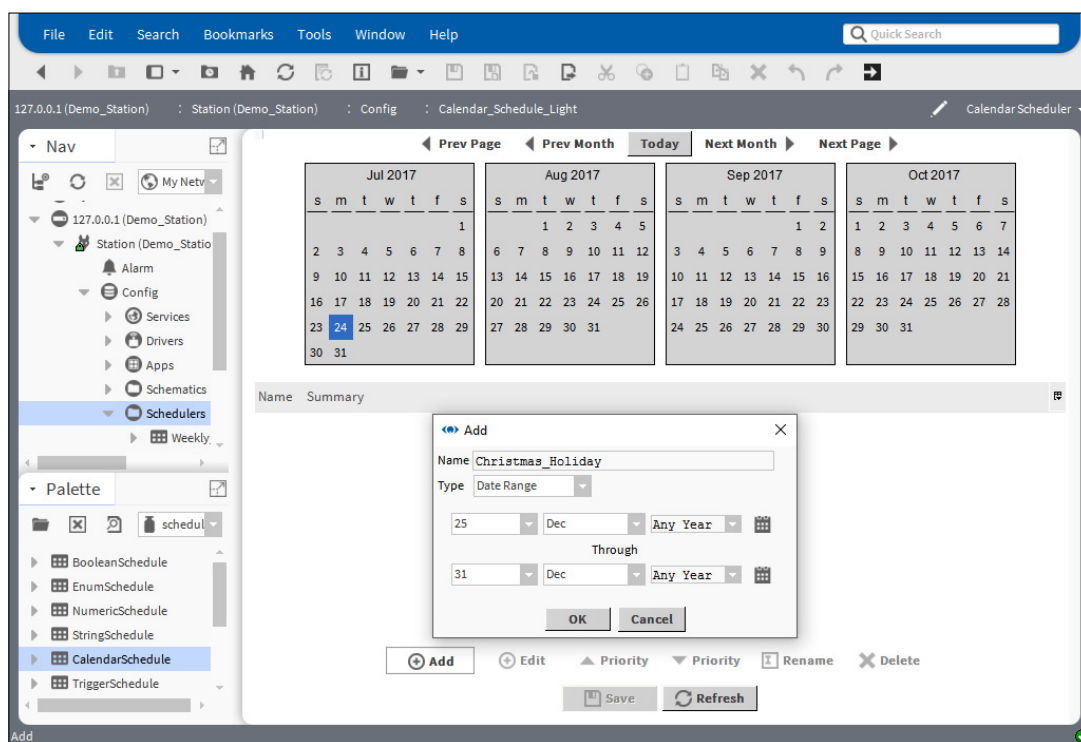 File Edit Search Bookmarks Tools Window Help
Quick Search
127.0.0.1 (Demo_Station) : Station (Demo_Station) : Config : Calendar_Schedule_Light
Calendar Scheduler
Nav
My Netv
127.0.0.1 (Demo_Station)
Station (Demo_Statio
Alarm
Config
Services
Drivers
Apps
Schematics
Schedulers
Weekly_
Palette
schedul
BooleanSchedule
EnumSchedule
NumericSchedule
StringSchedule
CalendarSchedule
TriggerSchedule
Prev Page Prev Month Today Next Month Next Page
Jul 2017
s m t w t f s
1
2 3 4 5 6 7 8
9 10 11 12 13 14 15
16 17 18 19 20 21 22
23 24 25 26 27 28 29
30 31
Aug 2017
s m t w t f s
1 2 3 4 5
6 7 8 9 10 11 12
13 14 15 16 17 18 19
20 21 22 23 24 25 26
27 28 29 30 31
Sep 2017
s m t w t f s
1 2
3 4 5 6 7 8 9
10 11 12 13 14 15 16
17 18 19 20 21 22 23
24 25 26 27 28 29 30
Oct 2017
s m t w t f s
1 2 3 4 5 6 7
8 9 10 11 12 13 14
15 16 17 18 19 20 21
22 23 24 25 26 27 28
29 30 31
Name Summary
Add
Name Christmas_Holiday
Type Date Range
25 Dec Any Year
Through
31 Dec Any Year
OK Cancel
Add Edit Priority Priority Rename Delete
Save Refresh
Add